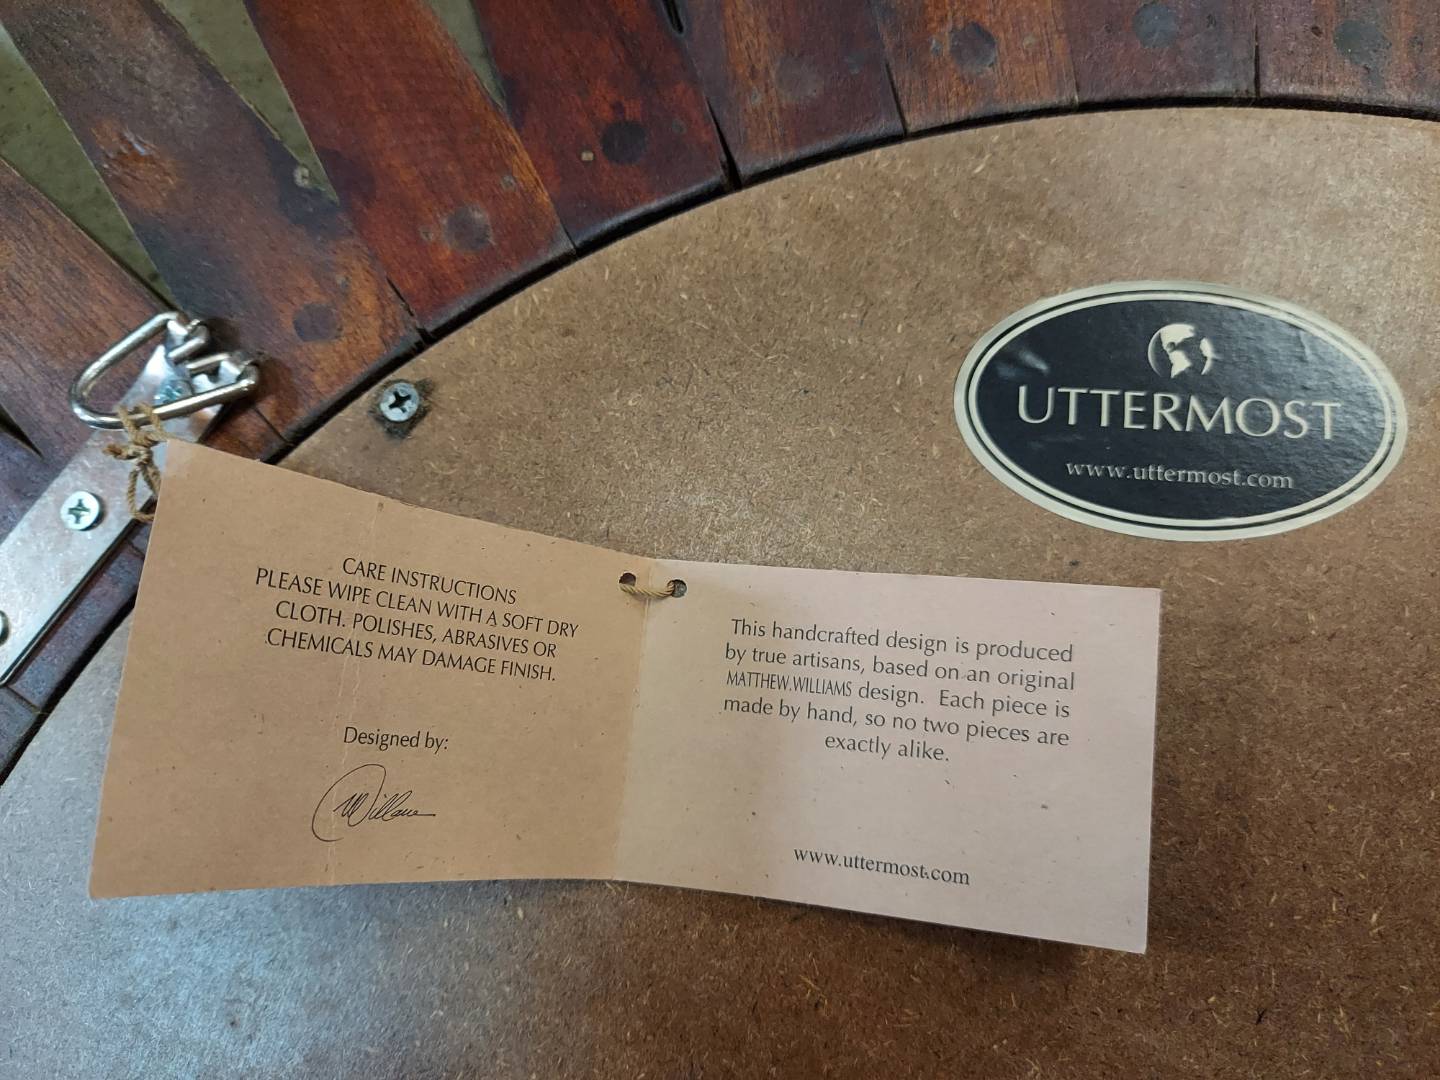 UTTERMOST
www.uttermost.com
CARE INSTRUCTIONS
PLEASE WIPE CLEAN WITH A SOFT DRY
CLOTH. POLISHES, ABRASIVES OR
CHEMICALS MAY DAMAGE FINISH.
Designed by:
This handcrafted design is produced
by true artisans, based on an original
MATTHEW WILLIAMS design. Each piece is
made by hand, so no two pieces are
exactly alike.
www.uttermost.com